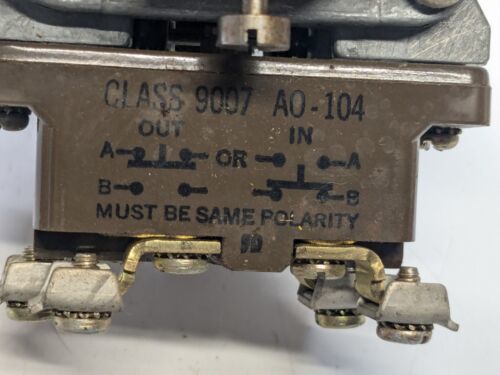 CLASS 9007 AO-104
OUT IN
A OR A
B B
MUST BE SAME POLARITY